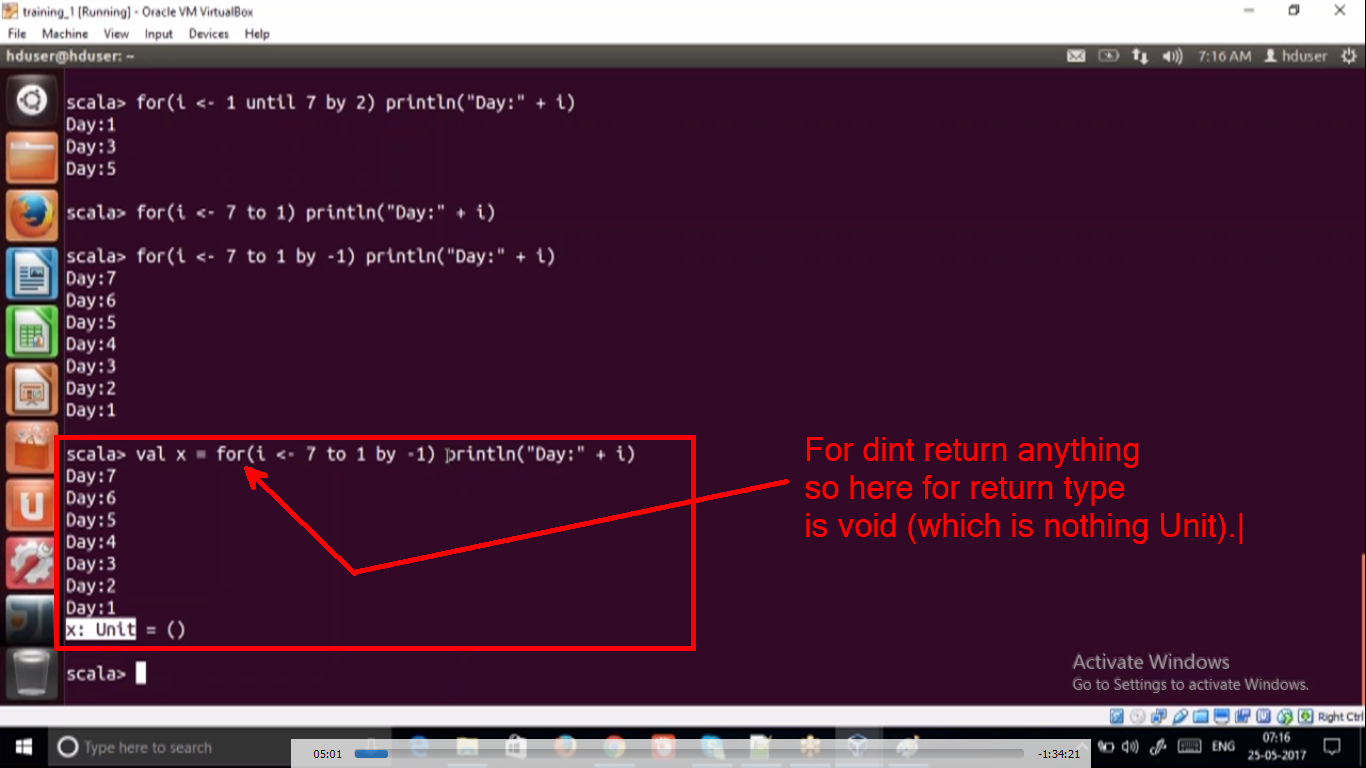 training_1 [Running] - Oracle VM VirtualBox
File Machine View Input Devices Help
hduser@hduser: ~
7:16 AM hduser
scala> for(i <- 1 until 7 by 2) println("Day:" + i)
Day:1
Day:3
Day:5
scala> for(i <- 7 to 1) println("Day:" + i)
scala> for(i <- 7 to 1 by -1) println("Day:" + i)
Day:7
Day:6
Day:5
Day:4
Day:3
Day:2
Day:1
scala> val x = for(i <- 7 to 1 by -1) println("Day:" + i)
Day:7
Day:6
Day:5
Day:4
Day:3
Day:2
Day:1
x: Unit = ()
scala>
For dint return anything
so here for return type
is void (which is nothing Unit).|
Activate Windows
Go to Settings to activate Windows.
Right Ctrl
Type here to search
05:01
-1:34:21
ENG
07:16
25-05-2017